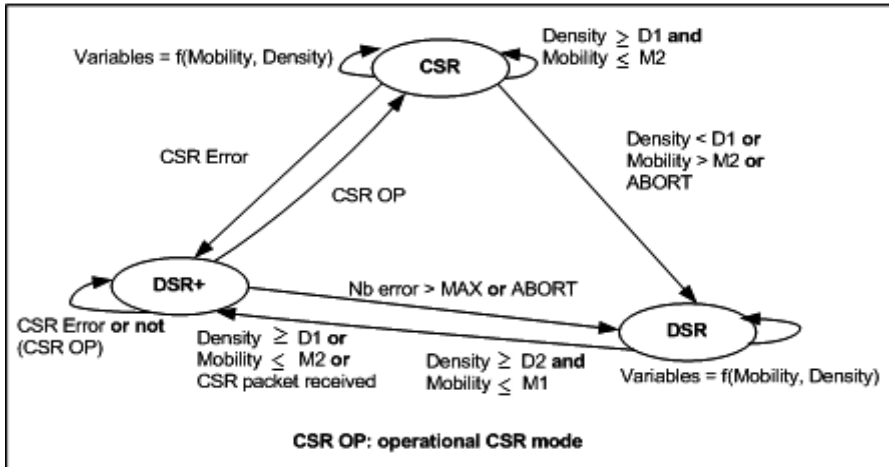 Variables = f(Mobility, Density)
CSR
Density ≥ D1 and
Mobility ≤ M2
CSR Error
CSR OP
Density < D1 or
Mobility > M2 or
ABORT
DSR+
Nb error > MAX or ABORT
DSR
CSR Error or not
(CSR OP)
Density ≥ D1 or
Mobility ≤ M2 or
CSR packet received
Density ≥ D2 and
Mobility ≤ M1
Variables = f(Mobility, Density)
CSR OP: operational CSR mode